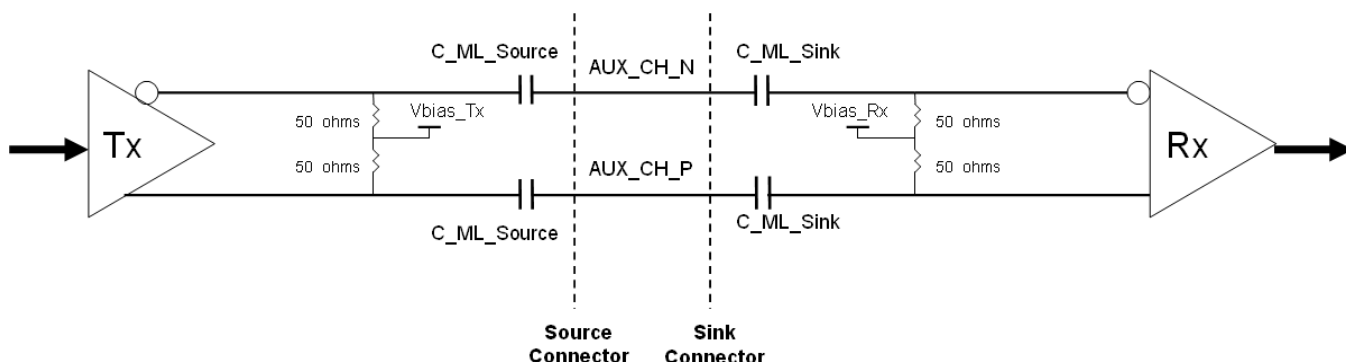 C_ML_Source
C_ML_Sink
AUX_CH_N
Vbias_Tx
Vbias_Rx
50 ohms
50 ohms
Tx
Rx
50 ohms
50 ohms
AUX_CH_P
C_ML_Source
C_ML_Sink
Source
Connector
Sink
Connector